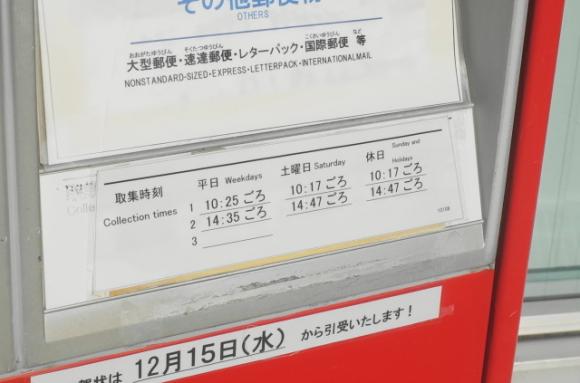 その他郵便物
OTHERS
おおがたゆうびん そくたつゆうびん こくさいゆうびん など
大型郵便・速達郵便・レターパック・国際郵便 等
NONSTANDARD-SIZED・EXPRESS・LETTERPACK・INTERNATIONALMAIL
取集時刻 平日 Weekdays 土曜日 Saturday 休日 Sunday and Holidays
Collection times
1 10:25 ごろ 10:17 ごろ 10:17 ごろ
2 14:35 ごろ 14:47 ごろ 14:47 ごろ
3
賀状は 12月15日(水) から引受いたします!